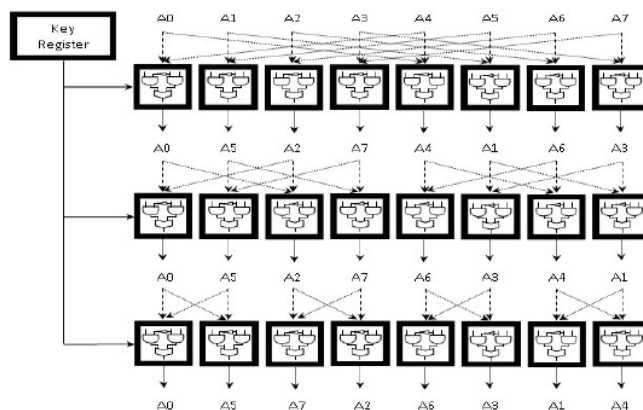 Key
Register
A0 A1 A2 A3 A4 A5 A6 A7
A0 A5 A2 A7 A4 A1 A6 A3
A0 A5 A2 A7 A6 A3 A4 A1
A0 A5 A7 A2 A6 A3 A1 A4